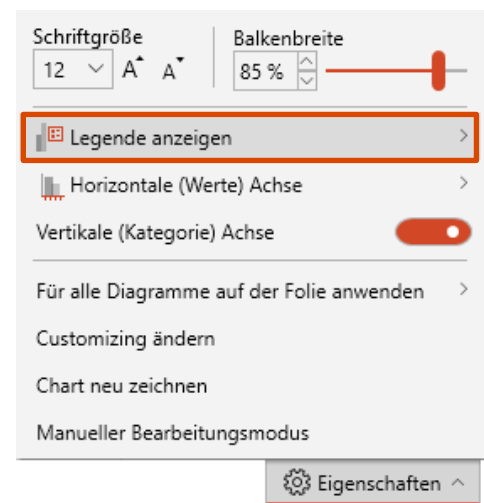 Schriftgröße Balkenbreite
12 A A 85 %
Legende anzeigen
Horizontale (Werte) Achse
Vertikale (Kategorie) Achse
Für alle Diagramme auf der Folie anwenden
Customizing ändern
Chart neu zeichnen
Manueller Bearbeitungsmodus
Eigenschaften